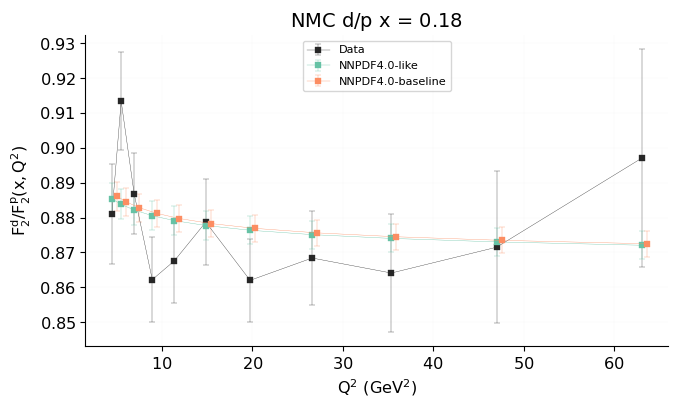 NMC d/p x = 0.18
Data
NNPDF4.0-like
NNPDF4.0-baseline
F₂ᵈ/F₂ᵖ(x, Q²)
0.93
0.92
0.91
0.90
0.89
0.88
0.87
0.86
0.85
10
20
30
40
50
60
Q² (GeV²)